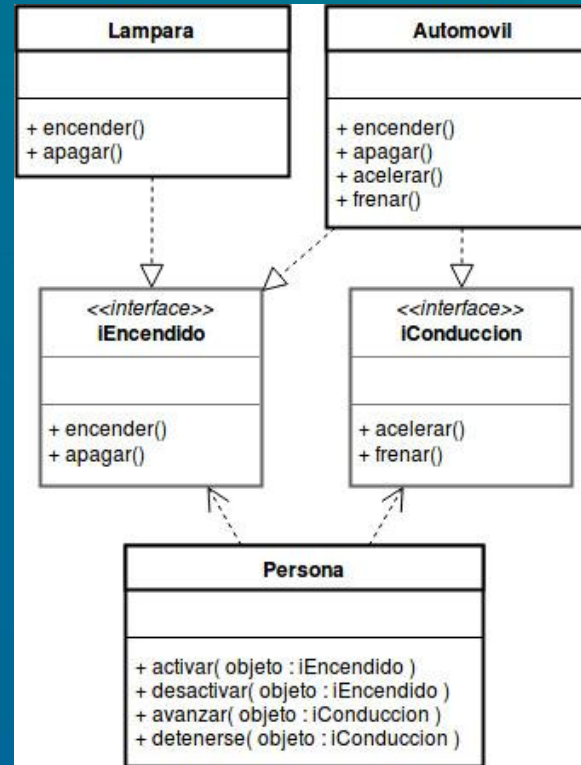 Lampara
+ encender()
+ apagar()
Automovil
+ encender()
+ apagar()
+ acelerar()
+ frenar()
<<interface>>
iEncendido
+ encender()
+ apagar()
<<interface>>
iConduccion
+ acelerar()
+ frenar()
Persona
+ activar( objeto : iEncendido )
+ desactivar( objeto : iEncendido )
+ avanzar( objeto : iConduccion )
+ detenerse( objeto : iConduccion )